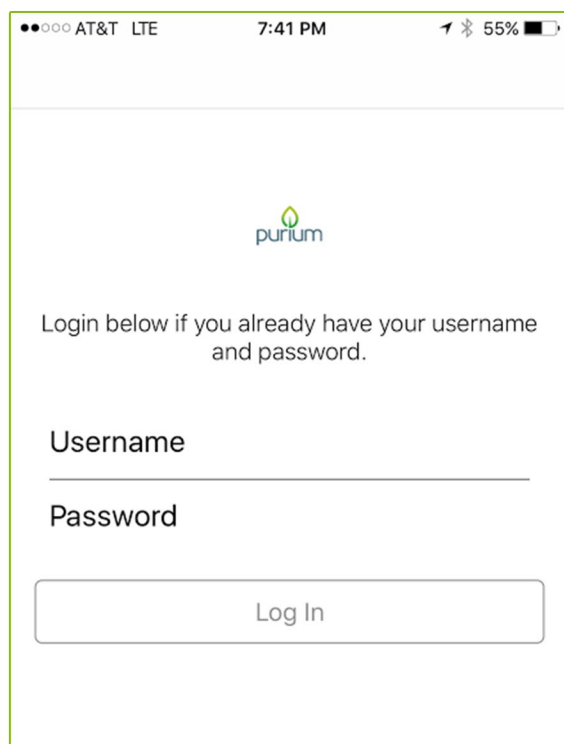 AT&T LTE 7:41 PM 55%
purium
Login below if you already have your username
and password.
Username
Password
Log In